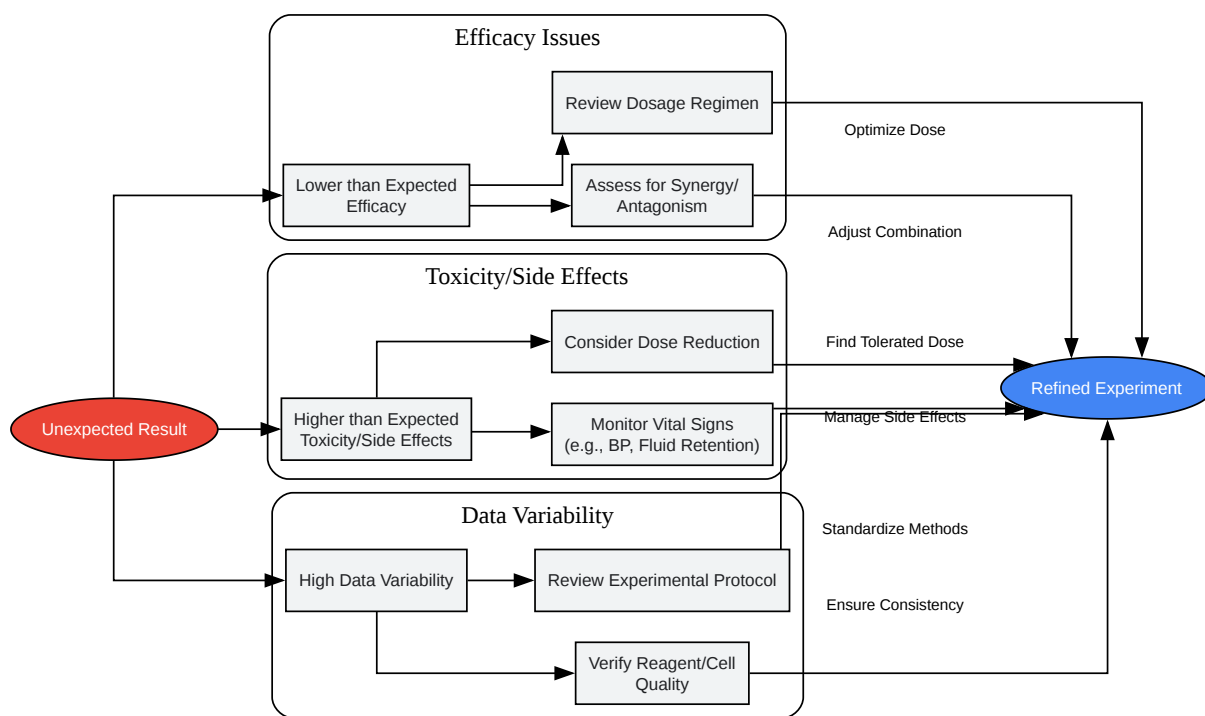 Efficacy Issues
Review Dosage Regimen
Optimize Dose
Lower than Expected
Efficacy
Assess for Synergy/
Antagonism
Adjust Combination
Toxicity/Side Effects
Consider Dose Reduction
Find Tolerated Dose
Refined Experiment
Unexpected Result
Higher than Expected
Toxicity/Side Effects
Monitor Vital Signs
(e.g., BP, Fluid Retention)
Manage Side Effects
Data Variability
Standardize Methods
High Data Variability
Review Experimental Protocol
Ensure Consistency
Verify Reagent/Cell
Quality